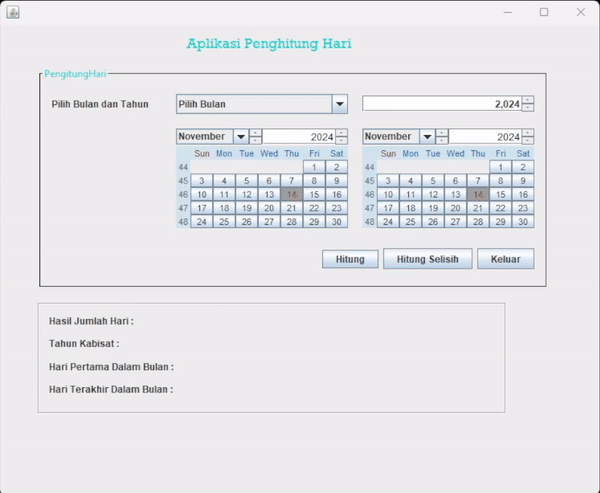 Aplikasi Penghitung Hari
PengitungHari
Pilih Bulan dan Tahun
Pilih Bulan
2,024
November 2024 November 2024
Sun Mon Tue Wed Thu Fri Sat Sun Mon Tue Wed Thu Fri Sat
44 1 2 44 1 2
45 3 4 5 6 7 8 9 45 3 4 5 6 7 8 9
46 10 11 12 13 14 15 16 46 10 11 12 13 14 15 16
47 17 18 19 20 21 22 23 47 17 18 19 20 21 22 23
48 24 25 26 27 28 29 30 48 24 25 26 27 28 29 30
Hitung Hitung Selisih Keluar
Hasil Jumlah Hari :
Tahun Kabisat :
Hari Pertama Dalam Bulan :
Hari Terakhir Dalam Bulan :